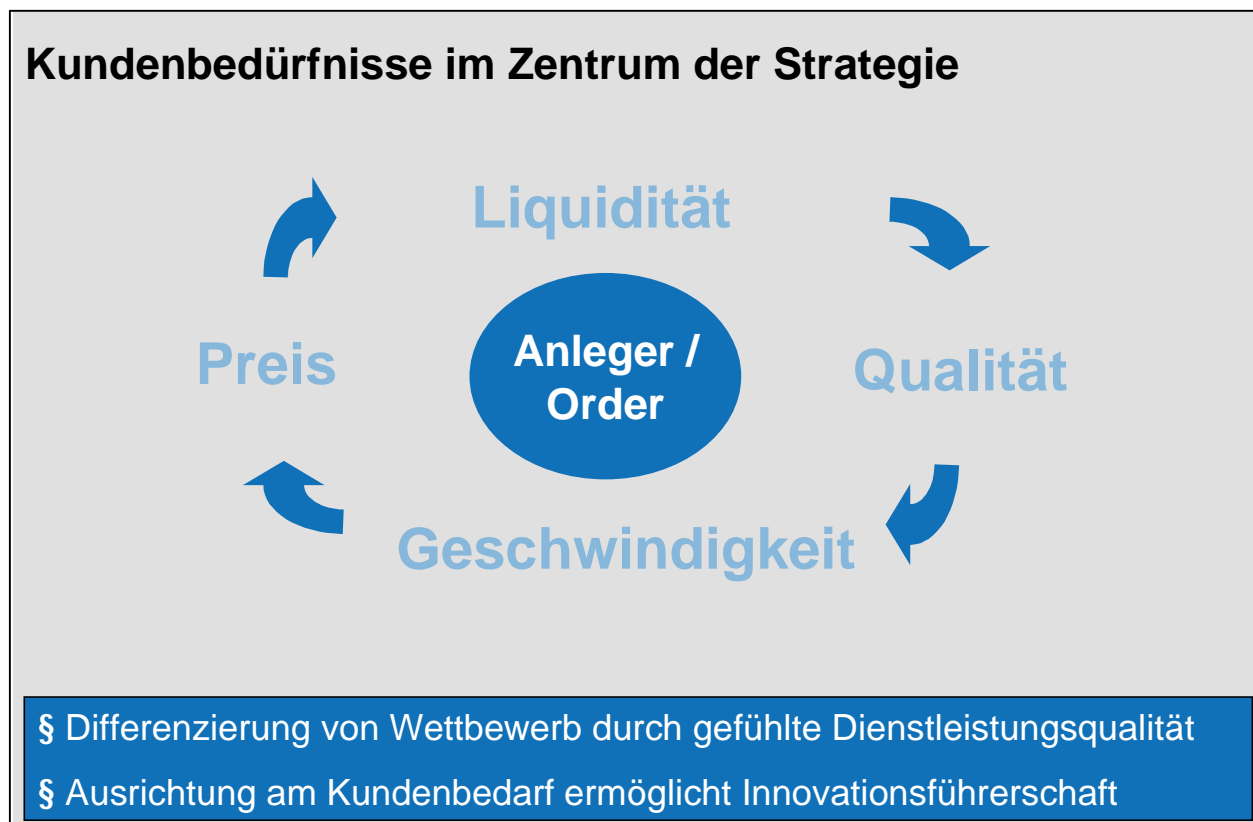 Kundenbedürfnisse im Zentrum der Strategie
Liquidität
Preis
Anleger /
Order
Qualität
Geschwindigkeit
§ Differenzierung von Wettbewerb durch gefühlte Dienstleistungsqualität
§ Ausrichtung am Kundenbedarf ermöglicht Innovationsführerschaft